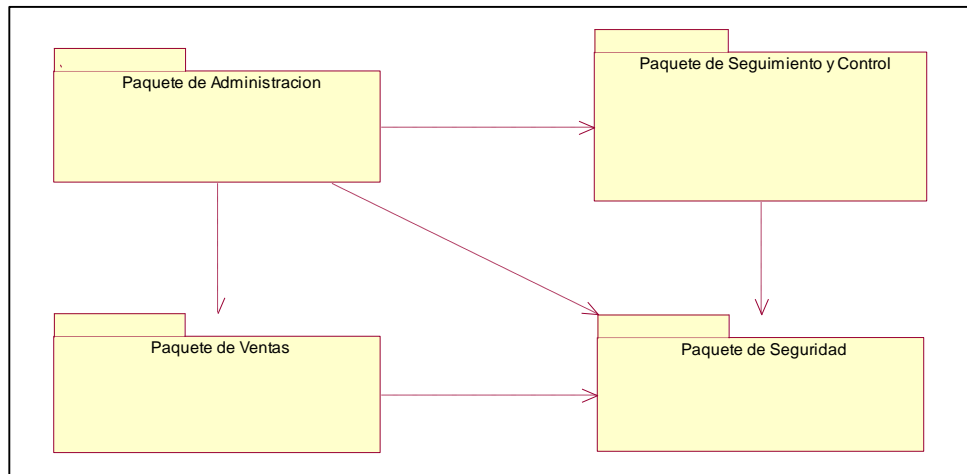 Paquete de Administracion
Paquete de Seguimiento y Control
Paquete de Ventas
Paquete de Seguridad